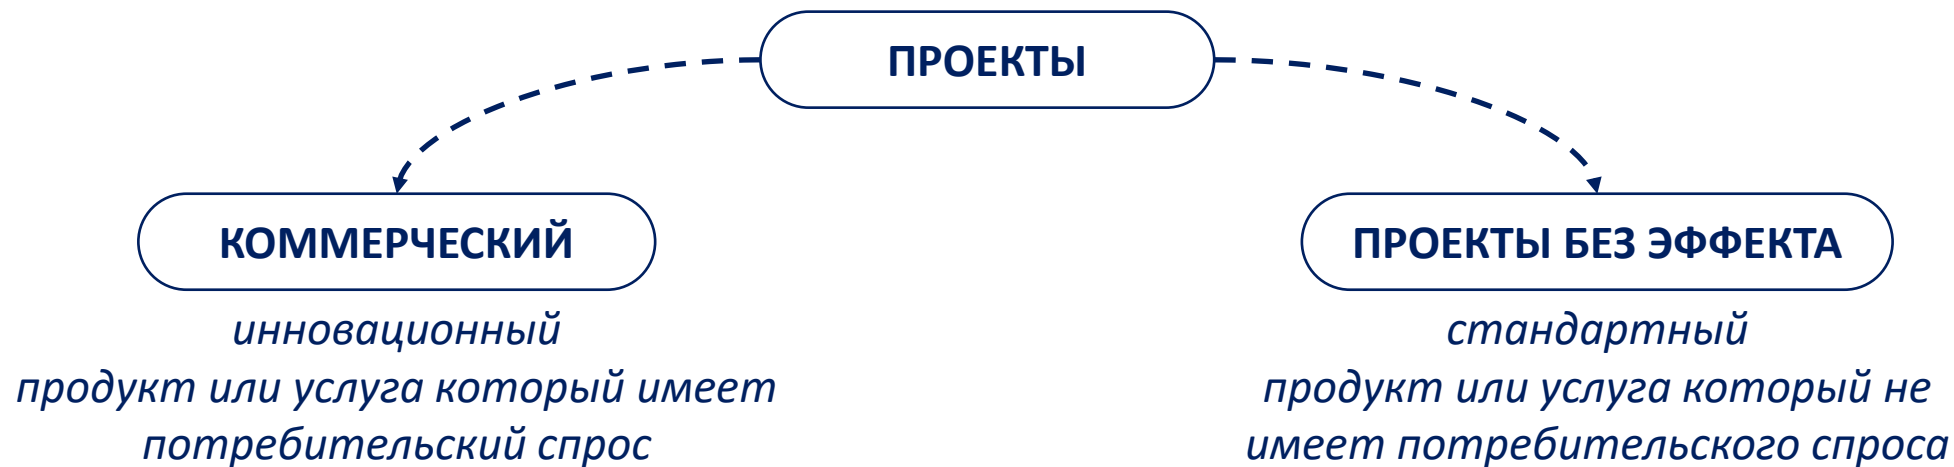 ПРОЕКТЫ
КОММЕРЧЕСКИЙ
инновационный
продукт или услуга который имеет
потребительский спрос
ПРОЕКТЫ БЕЗ ЭФФЕКТА
стандартный
продукт или услуга который не
имеет потребительского спроса